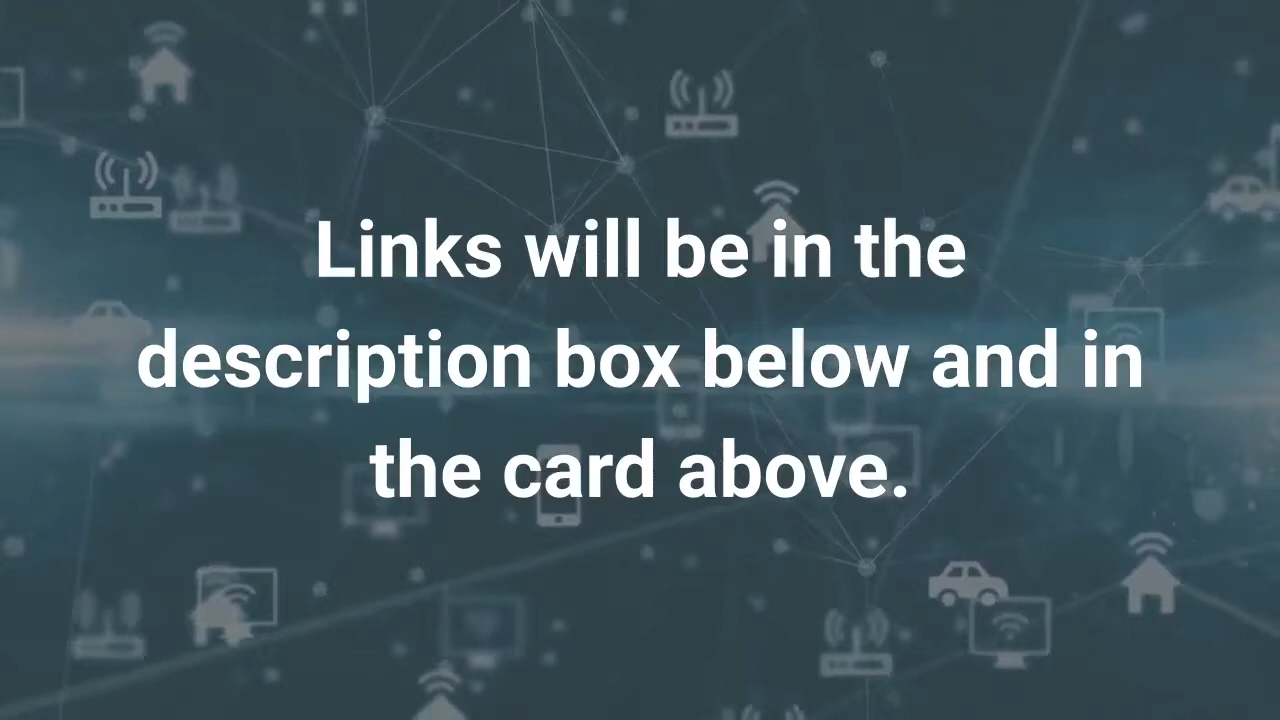 Links will be in the
description box below and in
the card above.